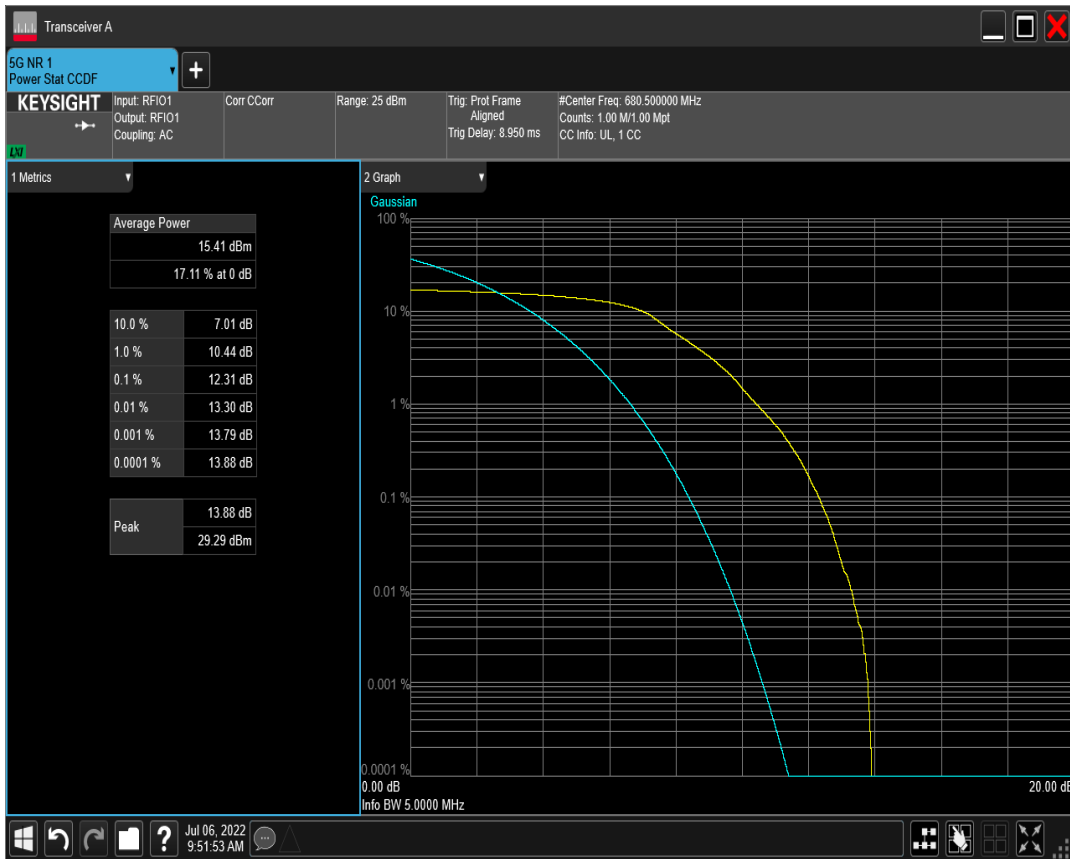 Transceiver A
5G NR 1
Power Stat CCDF
KEYSIGHT
LXI
Input: RFIO1
Output: RFIO1
Coupling: AC
Corr CCorr
Range: 25 dBm
Trig: Prot Frame
Aligned
Trig Delay: 8.950 ms
#Center Freq: 680.500000 MHz
Counts: 1.00 M/1.00 Mpt
CC Info: UL, 1 CC
1 Metrics
Average Power
15.41 dBm
17.11 % at 0 dB
10.0 % 7.01 dB
1.0 % 10.44 dB
0.1 % 12.31 dB
0.01 % 13.30 dB
0.001 % 13.79 dB
0.0001 % 13.88 dB
Peak
13.88 dB
29.29 dBm
2 Graph
Gaussian
100 %
10 %
1 %
0.1 %
0.01 %
0.001 %
0.0001 %
0.00 dB 20.00 dB
Info BW 5.0000 MHz
Jul 06, 2022
9:51:53 AM